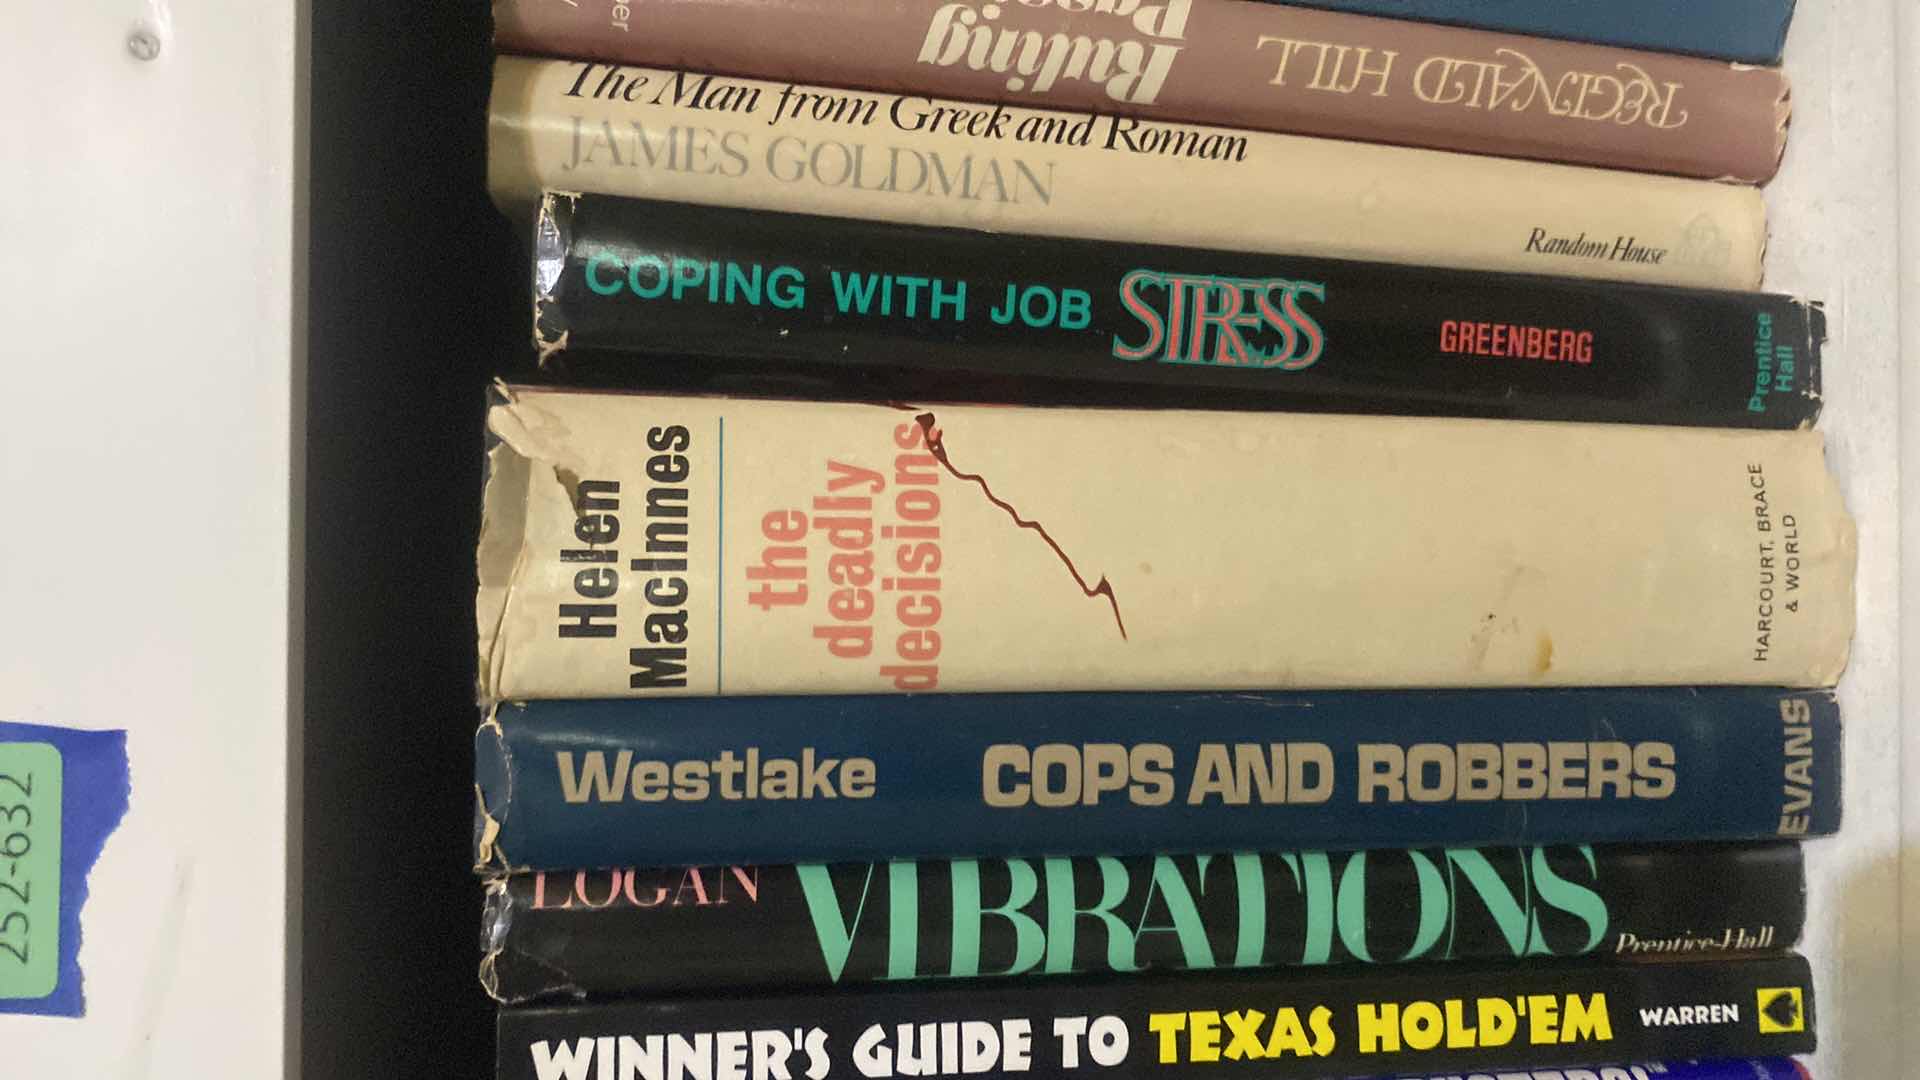 REGINALD HILL
Ruling
The Man from Greek and Roman
JAMES GOLDMAN
Random House
COPING WITH JOB STRESS
GREENBERG
Prentice
Hall
Helen
MacInnes
the
deadly
decisions
HARCOURT, BRACE
& WORLD
Westlake
COPS AND ROBBERS
EVANS
LOGAN
VIBRATIONS
Prentice-Hall
WINNER'S GUIDE TO TEXAS HOLD'EM
WARREN
252-632